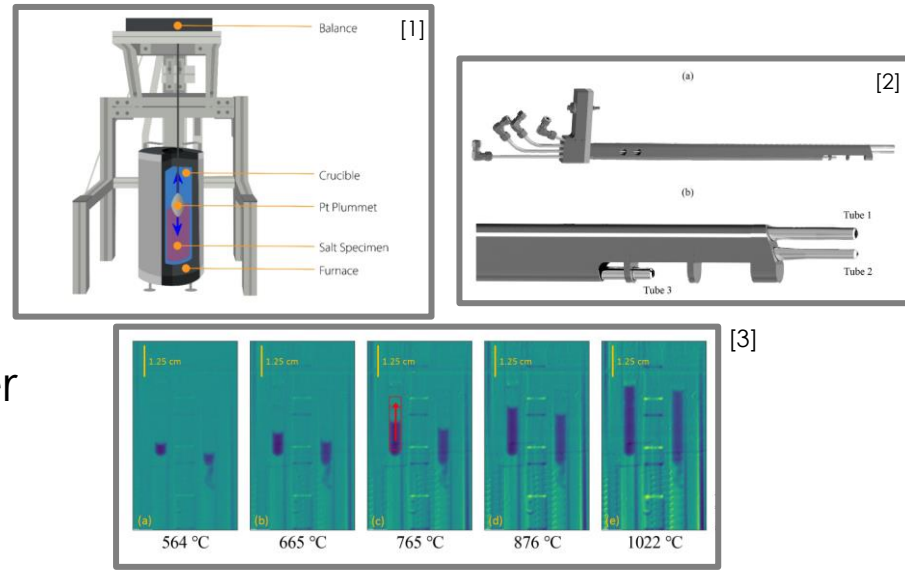 Balance
[1]
Crucible
Pt Plummet
Salt Specimen
Furnace
(a)
[2]
(b)
Tube 1
Tube 2
Tube 3
[3]
1.25 cm
1.25 cm
1.25 cm
1.25 cm
1.25 cm
(a)
(b)
(c)
(d)
(e)
564 °C
665 °C
765 °C
876 °C
1022 °C